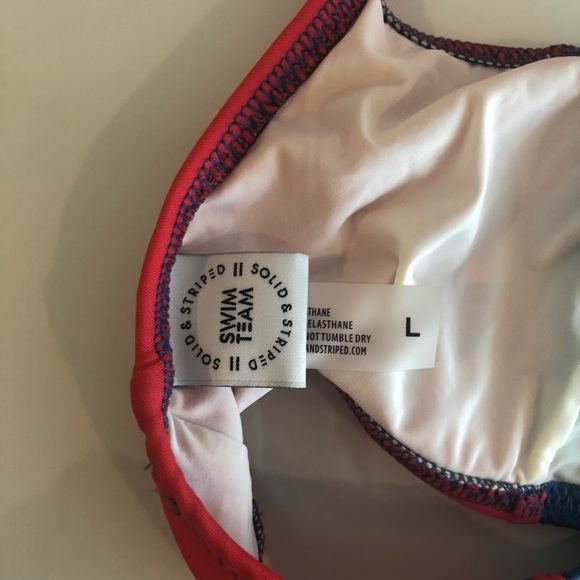 SOLID & STRIPED || SOLID & STRIPED ||
SWIM
TEAM
THANE
ELASTHANE
NOT TUMBLE DRY
ANDSTRIPED.COM
L